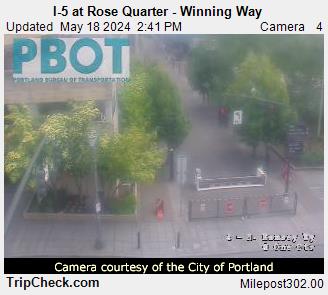 I-5 at Rose Quarter - Winning Way
Updated May 18 2024 2:41 PM Camera 4
PBOT
PORTLAND BUREAU OF TRANSPORTATION
Camera courtesy of the City of Portland
TripCheck.com Milepost302.00